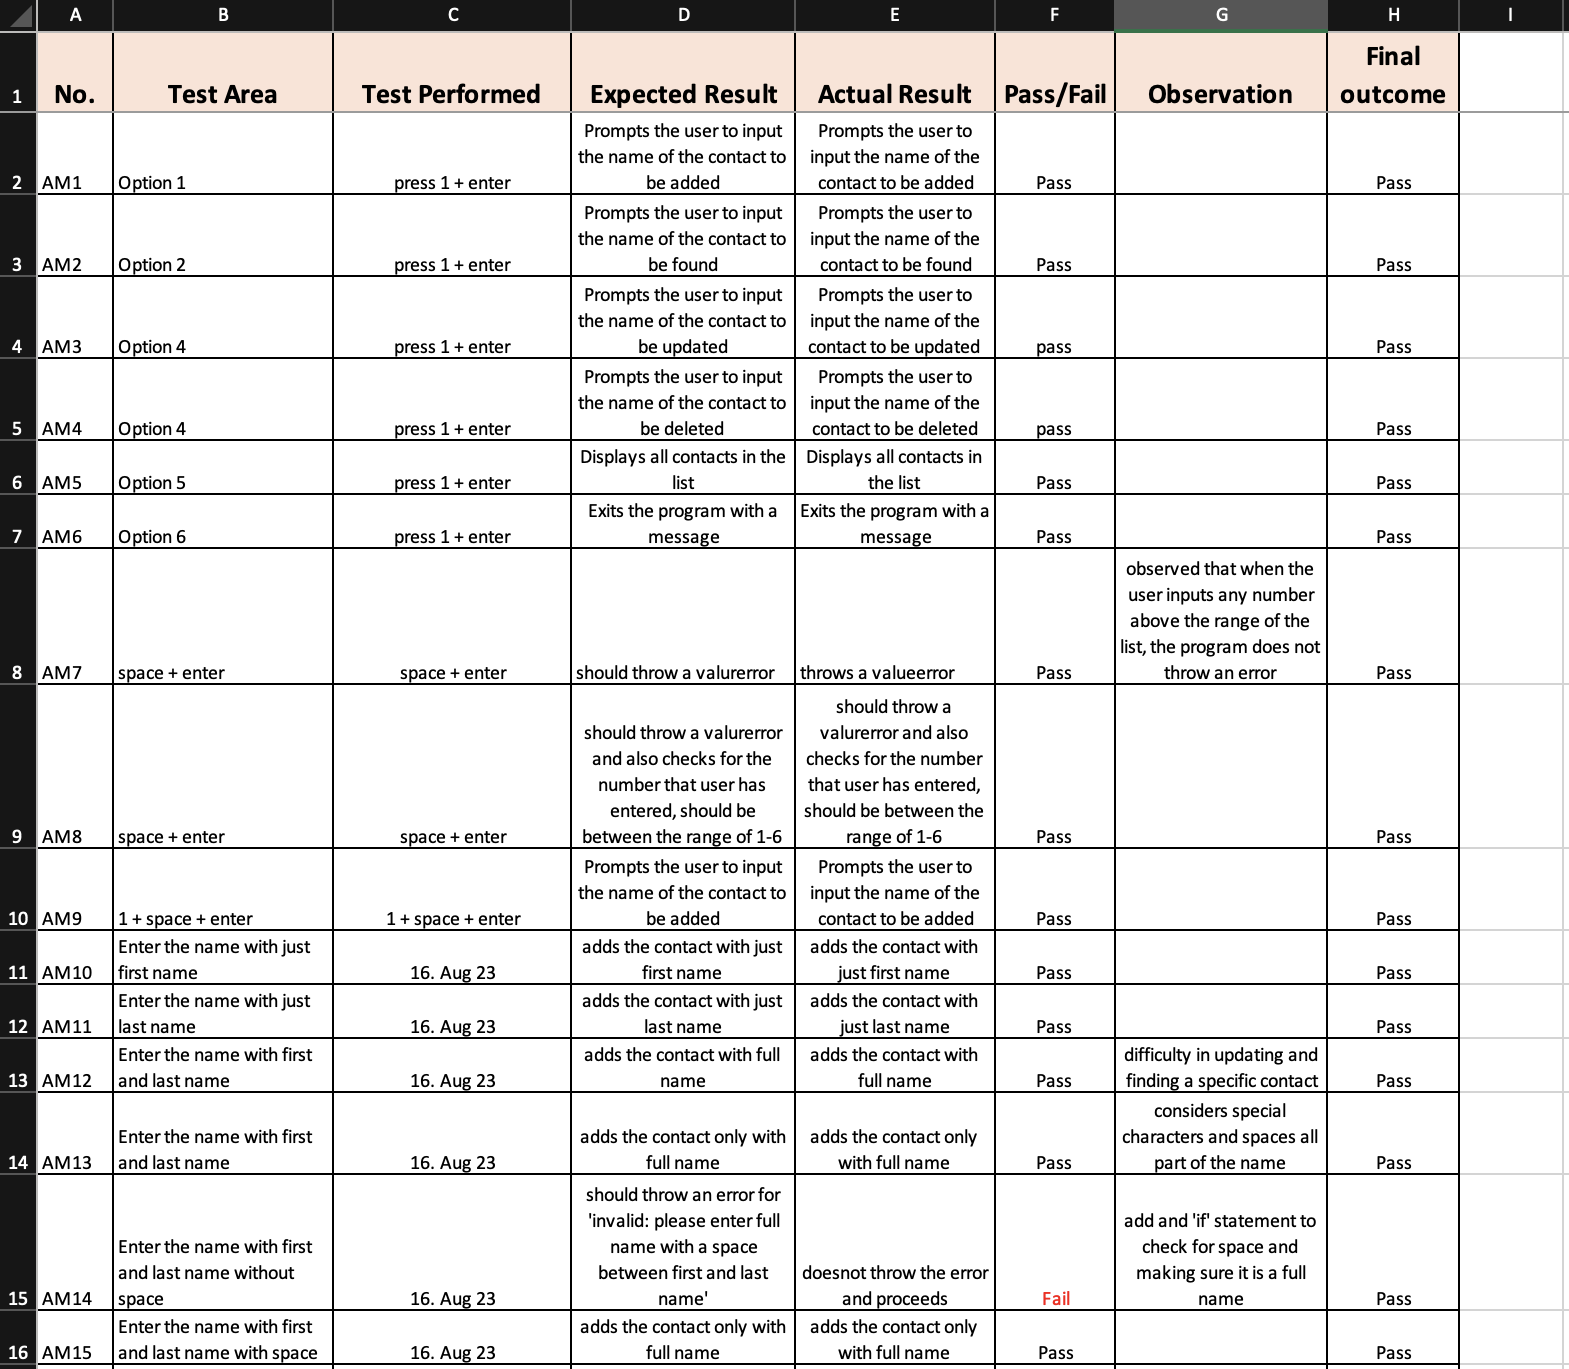 A B C D E F G H I
1 No. Test Area Test Performed Expected Result Actual Result Pass/Fail Observation Final outcome
2 AM1 Option 1 press 1 + enter Prompts the user to input the name of the contact to be added Prompts the user to input the name of the contact to be added Pass Pass
3 AM2 Option 2 press 1 + enter Prompts the user to input the name of the contact to be found Prompts the user to input the name of the contact to be found Pass Pass
4 AM3 Option 4 press 1 + enter Prompts the user to input the name of the contact to be updated Prompts the user to input the name of the contact to be updated pass Pass
5 AM4 Option 4 press 1 + enter Prompts the user to input the name of the contact to be deleted Prompts the user to input the name of the contact to be deleted pass Pass
6 AM5 Option 5 press 1 + enter Displays all contacts in the list Displays all contacts in the list Pass Pass
7 AM6 Option 6 press 1 + enter Exits the program with a message Exits the program with a message Pass Pass
8 AM7 space + enter space + enter should throw a valurerror throws a valueerror Pass observed that when the user inputs any number above the range of the list, the program does not throw an error Pass
9 AM8 space + enter space + enter should throw a valurerror and also checks for the number that user has entered, should be between the range of 1-6 should throw a valurerror and also checks for the number that user has entered, should be between the range of 1-6 Pass Pass
10 AM9 1 + space + enter 1 + space + enter Prompts the user to input the name of the contact to be added Prompts the user to input the name of the contact to be added Pass Pass
11 AM10 Enter the name with just first name 16. Aug 23 adds the contact with just first name adds the contact with just first name Pass Pass
12 AM11 Enter the name with just last name 16. Aug 23 adds the contact with just last name adds the contact with just last name Pass Pass
13 AM12 Enter the name with first and last name 16. Aug 23 adds the contact with full name adds the contact with full name Pass difficulty in updating and finding a specific contact Pass
14 AM13 Enter the name with first and last name 16. Aug 23 adds the contact only with full name adds the contact only with full name Pass considers special characters and spaces all part of the name Pass
15 AM14 Enter the name with first and last name without space 16. Aug 23 should throw an error for 'invalid: please enter full name with a space between first and last name' doesnot throw the error and proceeds Fail add and 'if' statement to check for space and making sure it is a full name Pass
16 AM15 Enter the name with first and last name with space 16. Aug 23 adds the contact only with full name adds the contact only with full name Pass Pass